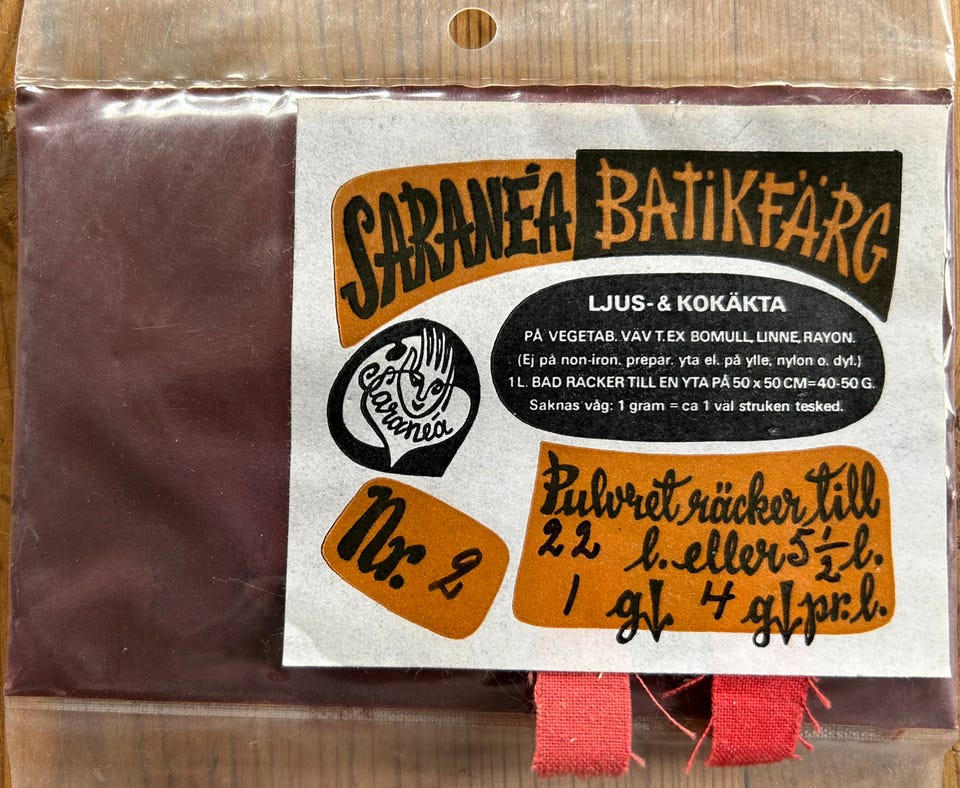 SARANÉA BATiKFÄRG
LJUS- & KOKÄKTA
PÅ VEGETAB. VÄV T.EX BOMULL, LINNE, RAYON.
(Ej på non-iron. prepar. yta el. på ylle, nylon o. dyl.)
1 L. BAD RÄCKER TILL EN YTA PÅ 50 x 50 CM=40-50 G.
Saknas våg: 1 gram = ca 1 väl struken tesked.
Saranéa
Nr. 2
Pulvret räcker till
22 l. eller 5 1/2 l.
1 g↓ 4 g↓ pr. l.